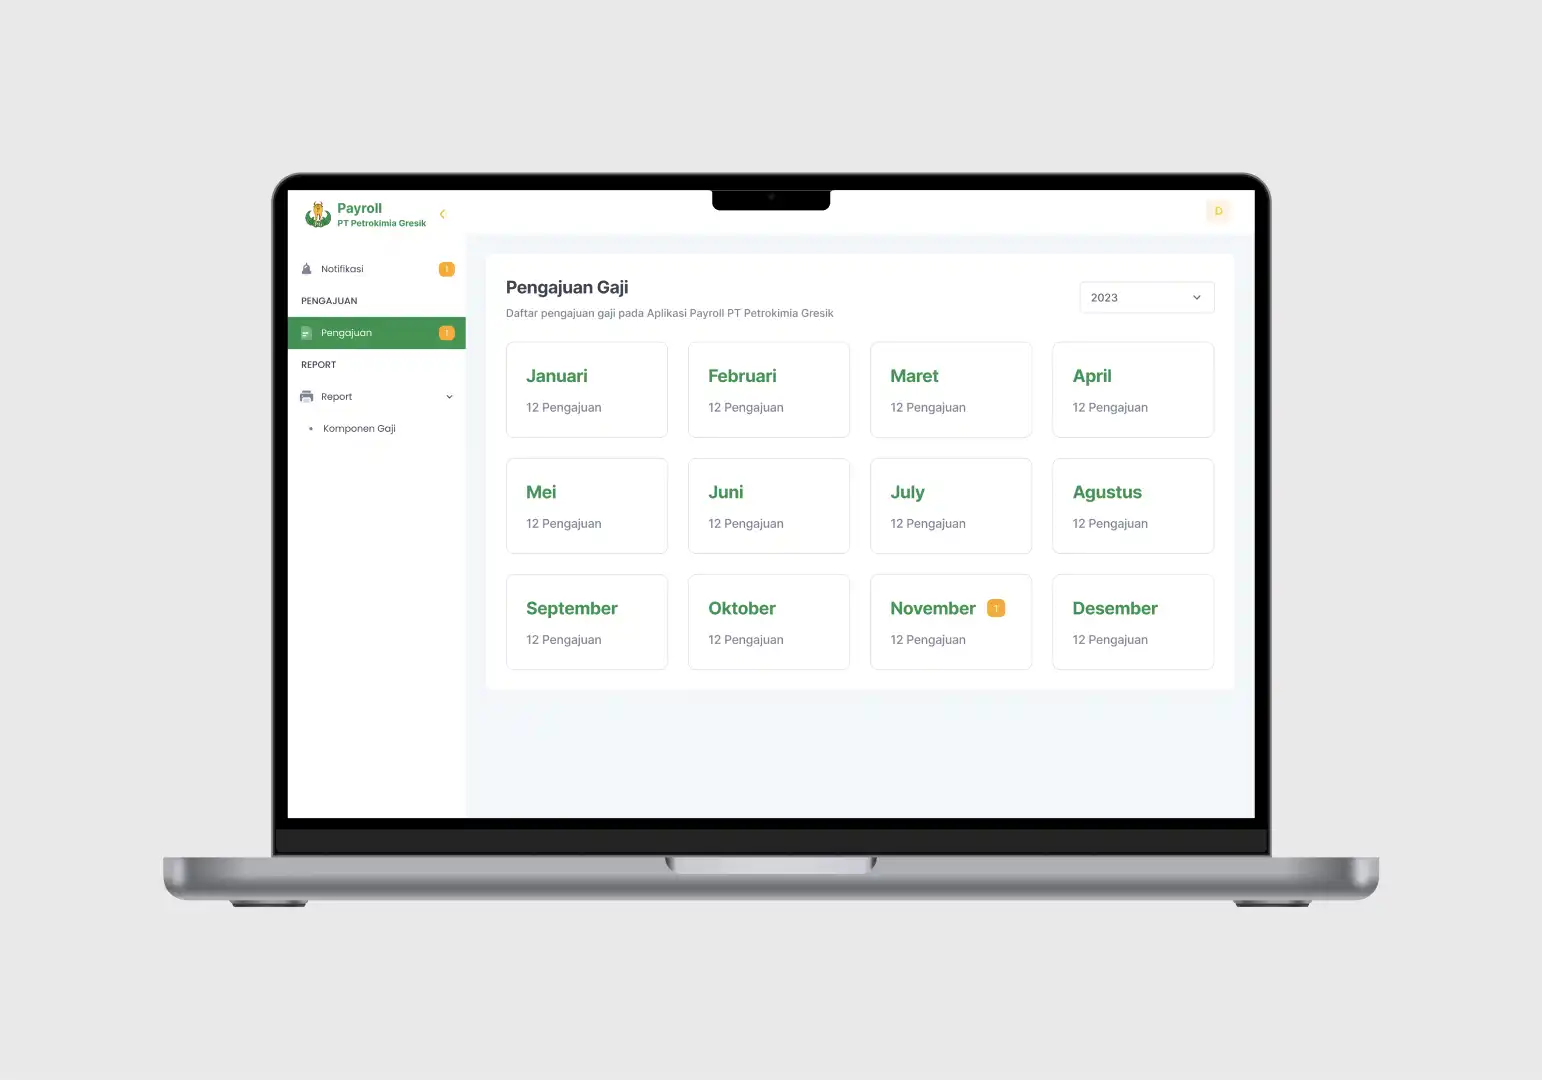 Payroll
PT Petrokimia Gresik
D
Notifikasi 1
PENGAJUAN
Pengajuan 1
REPORT
Report
Komponen Gaji
Pengajuan Gaji
Daftar pengajuan gaji pada Aplikasi Payroll PT Petrokimia Gresik
2023
Januari
12 Pengajuan
Februari
12 Pengajuan
Maret
12 Pengajuan
April
12 Pengajuan
Mei
12 Pengajuan
Juni
12 Pengajuan
July
12 Pengajuan
Agustus
12 Pengajuan
September
12 Pengajuan
Oktober
12 Pengajuan
November 1
12 Pengajuan
Desember
12 Pengajuan